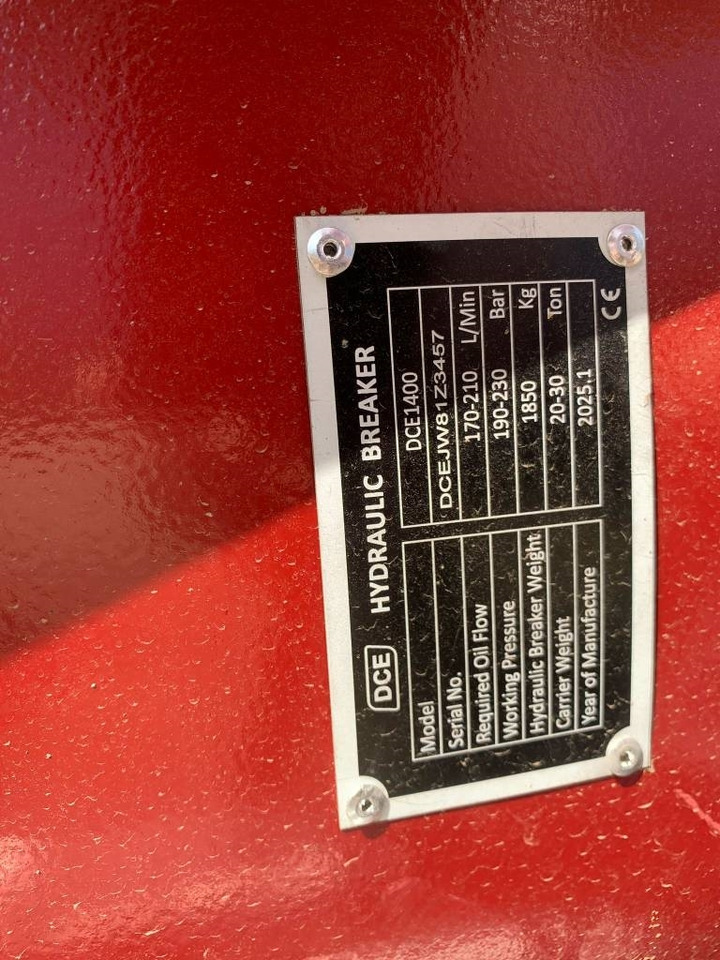 DCE HYDRAULIC BREAKER
Model DCE1400
Serial No. DCEJW81Z3457
Required Oil Flow 170-210 L/Min
Working Pressure 190-230 Bar
Hydraulic Breaker Weight 1850 Kg
Carrier Weight 20-30 Ton
Year of Manufacture 2025.1
CE